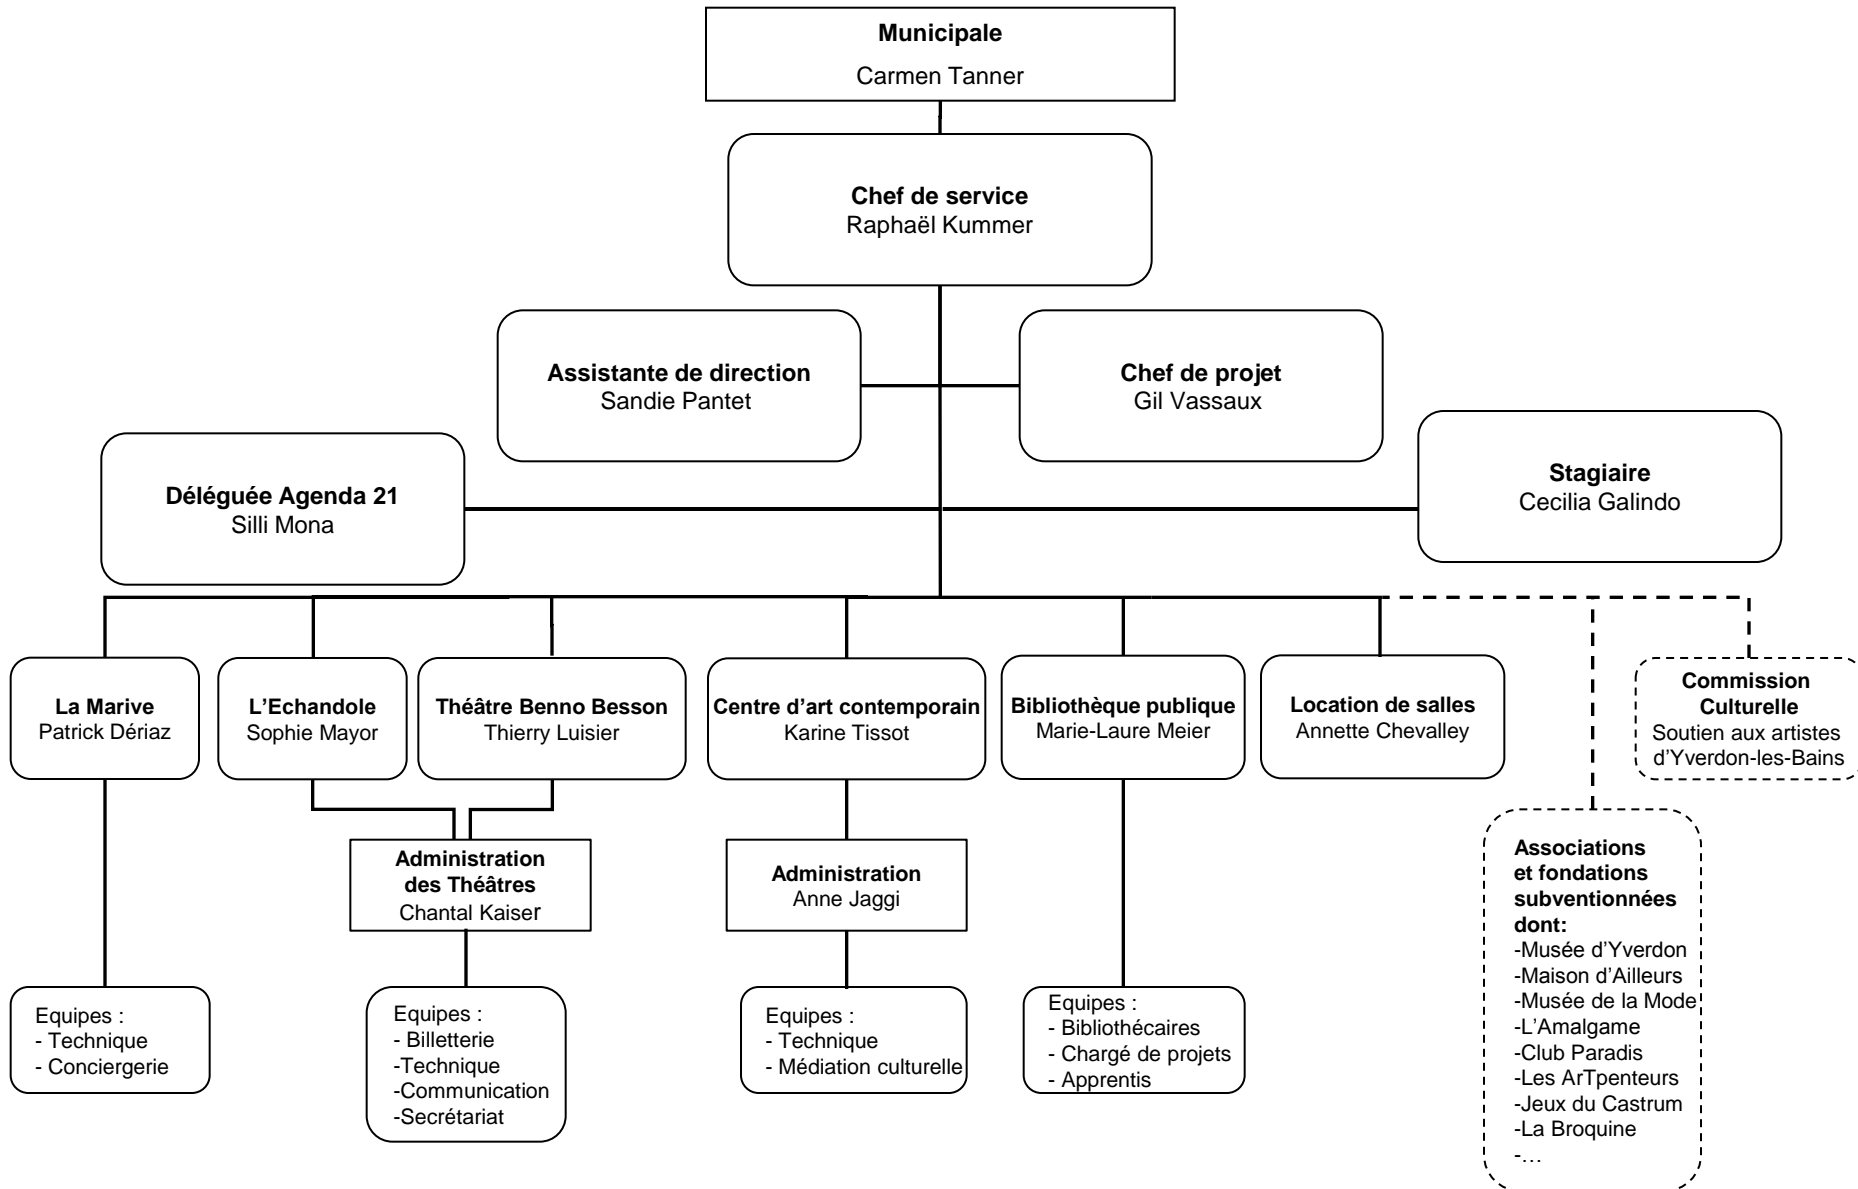 Municipale
Carmen Tanner
Chef de service
Raphaël Kummer
Assistante de direction
Sandie Pantet
Chef de projet
Gil Vassaux
Déléguée Agenda 21
Silli Mona
Stagiaire
Cecilia Galindo
La Marive
Patrick Dériaz
L'Echandole
Sophie Mayor
Théâtre Benno Besson
Thierry Luisier
Centre d'art contemporain
Karine Tissot
Bibliothèque publique
Marie-Laure Meier
Location de salles
Annette Chevalley
Commission
Culturelle
Soutien aux artistes
d'Yverdon-les-Bains
Administration
des Théâtres
Chantal Kaiser
Administration
Anne Jaggi
Associations
et fondations
subventionnées
dont:
-Musée d'Yverdon
-Maison d'Ailleurs
-Musée de la Mode
-L'Amalgame
-Club Paradis
-Les ArTpenteurs
-Jeux du Castrum
-La Broquine
-...
Equipes :
- Technique
- Conciergerie
Equipes :
- Billetterie
-Technique
-Communication
-Secrétariat
Equipes :
- Technique
- Médiation culturelle
Equipes :
- Bibliothécaires
- Chargé de projets
- Apprentis